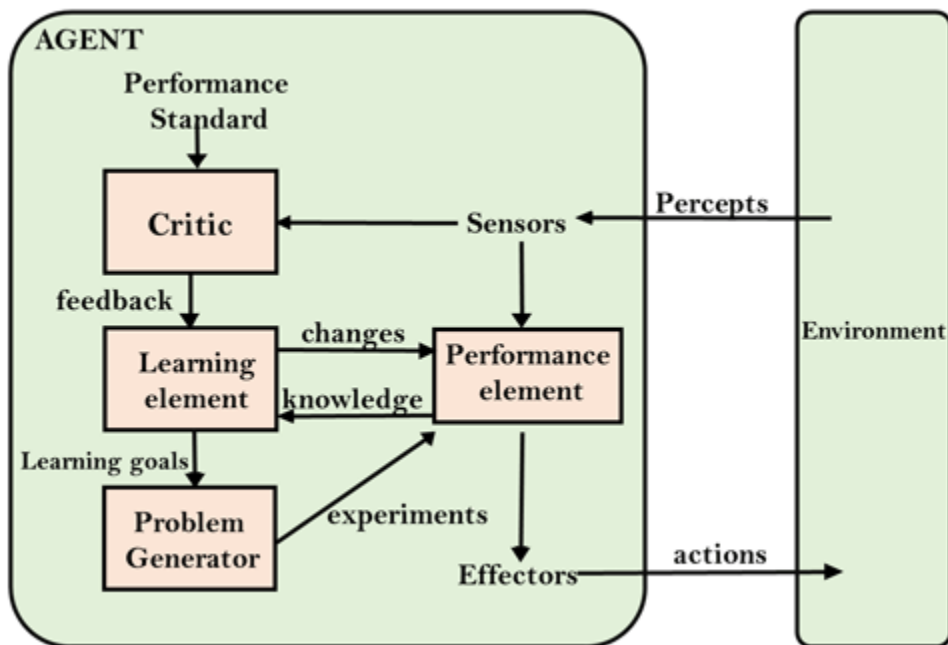 AGENT
Performance
Standard
Critic
Sensors
Percepts
feedback
changes
Environment
Learning
element
Performance
element
knowledge
Learning goals
Problem
Generator
experiments
Effectors
actions